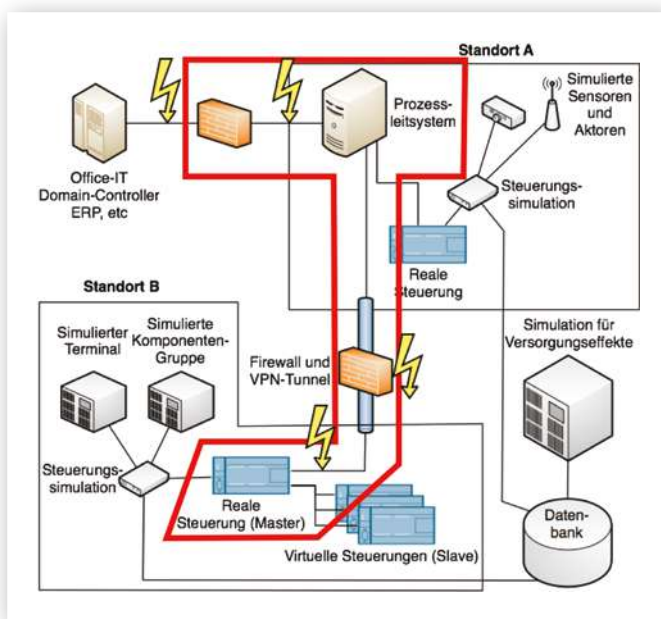 Standort A
Simulierte
Sensoren
und
Aktoren
Prozess-
leitsystem
Office-IT
Domain-Controller
ERP, etc
Steuerungs-
simulation
Reale
Steuerung
Standort B
Simulierter
Terminal
Simulierte
Komponenten-
Gruppe
Firewall und
VPN-Tunnel
Simulation für
Versorgungseffekte
Steuerungs-
simulation
Reale
Steuerung (Master)
Virtuelle Steuerungen (Slave)
Daten-
bank